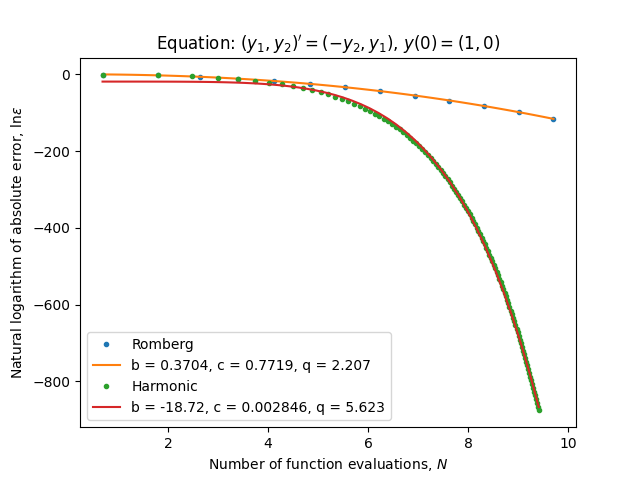 Equation: (y₁, y₂)′ = (−y₂, y₁), y(0) = (1, 0)
Natural logarithm of absolute error, lnε
0
−200
−400
−600
−800
Romberg
b = 0.3704, c = 0.7719, q = 2.207
Harmonic
b = -18.72, c = 0.002846, q = 5.623
2 4 6 8 10
Number of function evaluations, N